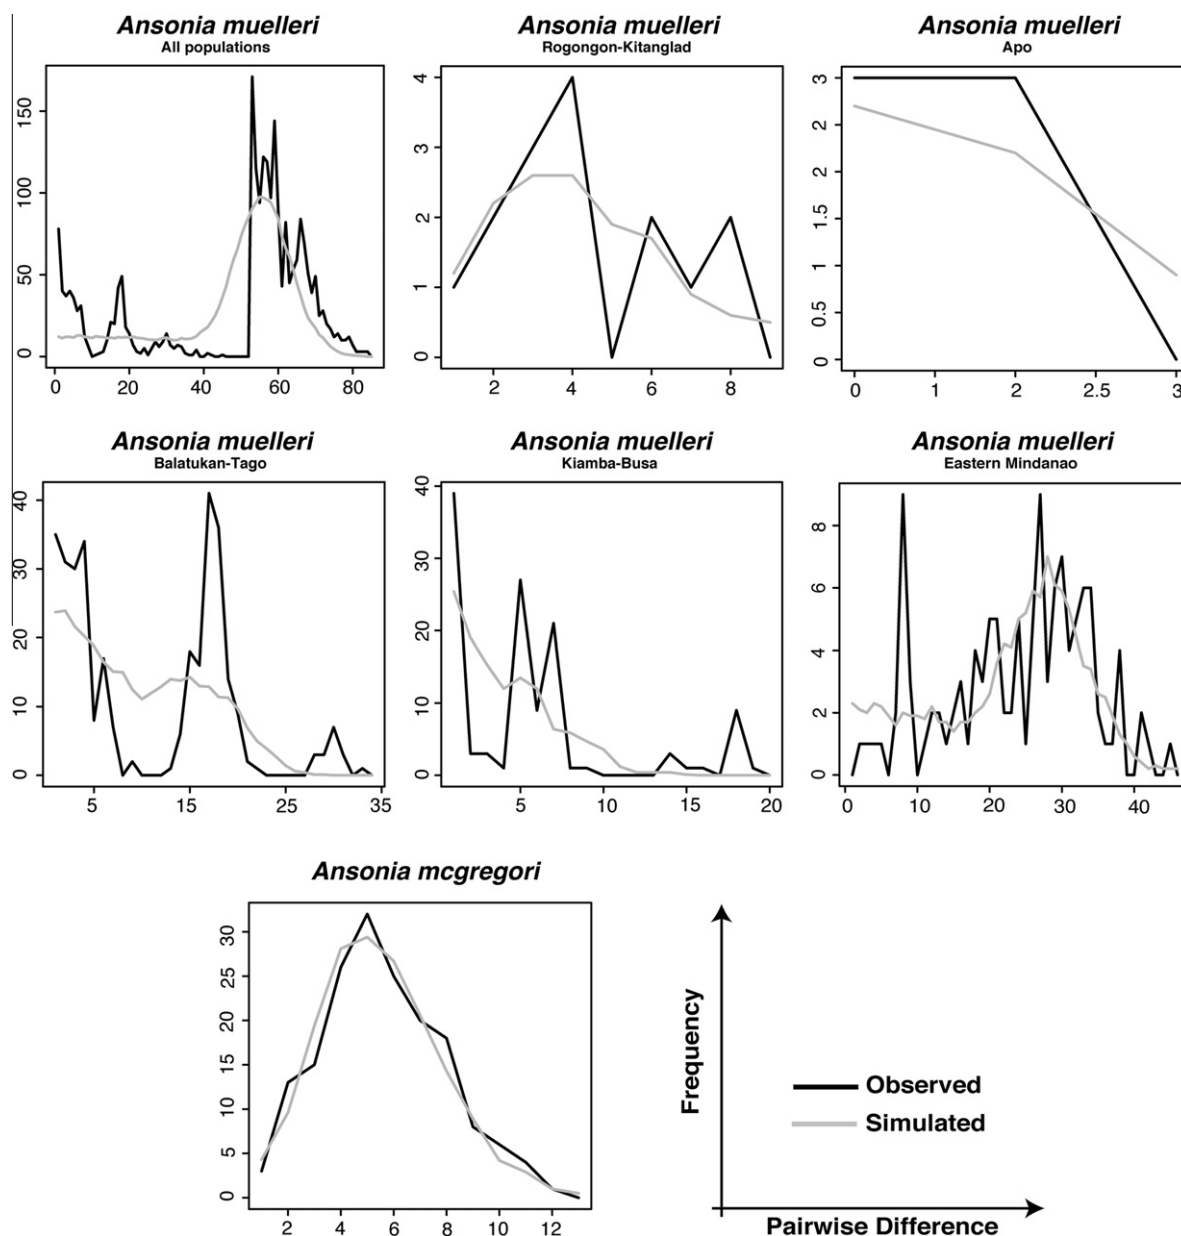 Ansonia muelleri
All populations
150
100
50
0
0 20 40 60 80
Ansonia muelleri
Rogongon-Kitanglad
4
3
2
1
0
2 4 6 8
Ansonia muelleri
Apo
3
2
2
1.5
1
0.5
0
0 1 2 2.5 3
Ansonia muelleri
Balatukan-Tago
40
30
20
10
0
5 15 25 35
Ansonia muelleri
Kiamba-Busa
40
30
20
10
0
5 10 15 20
Ansonia muelleri
Eastern Mindanao
8
6
4
2
0
0 10 20 30 40
Ansonia mcgregori
30
25
20
15
10
5
0
2 4 6 8 10 12
Frequency
Observed
Simulated
Pairwise Difference